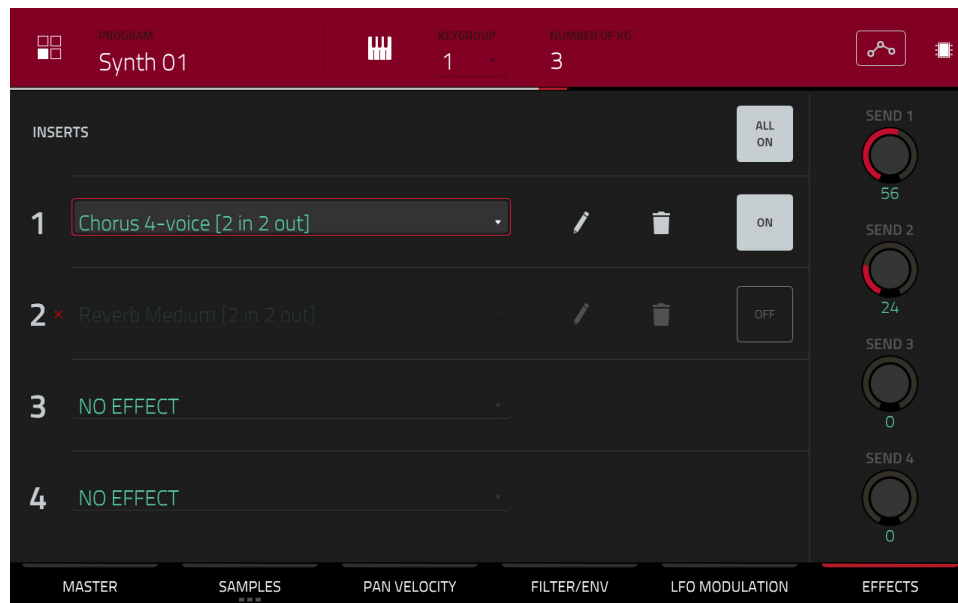 PROGRAM
Synth 01
KEYGROUP
1
NUMBER OF KG
3
INSERTS
ALL
ON
1
Chorus 4-voice [2 in 2 out]
ON
2
Reverb Medium [2 in 2 out]
OFF
3
NO EFFECT
4
NO EFFECT
SEND 1
56
SEND 2
24
SEND 3
0
SEND 4
0
MASTER
SAMPLES
PAN VELOCITY
FILTER/ENV
LFO MODULATION
EFFECTS